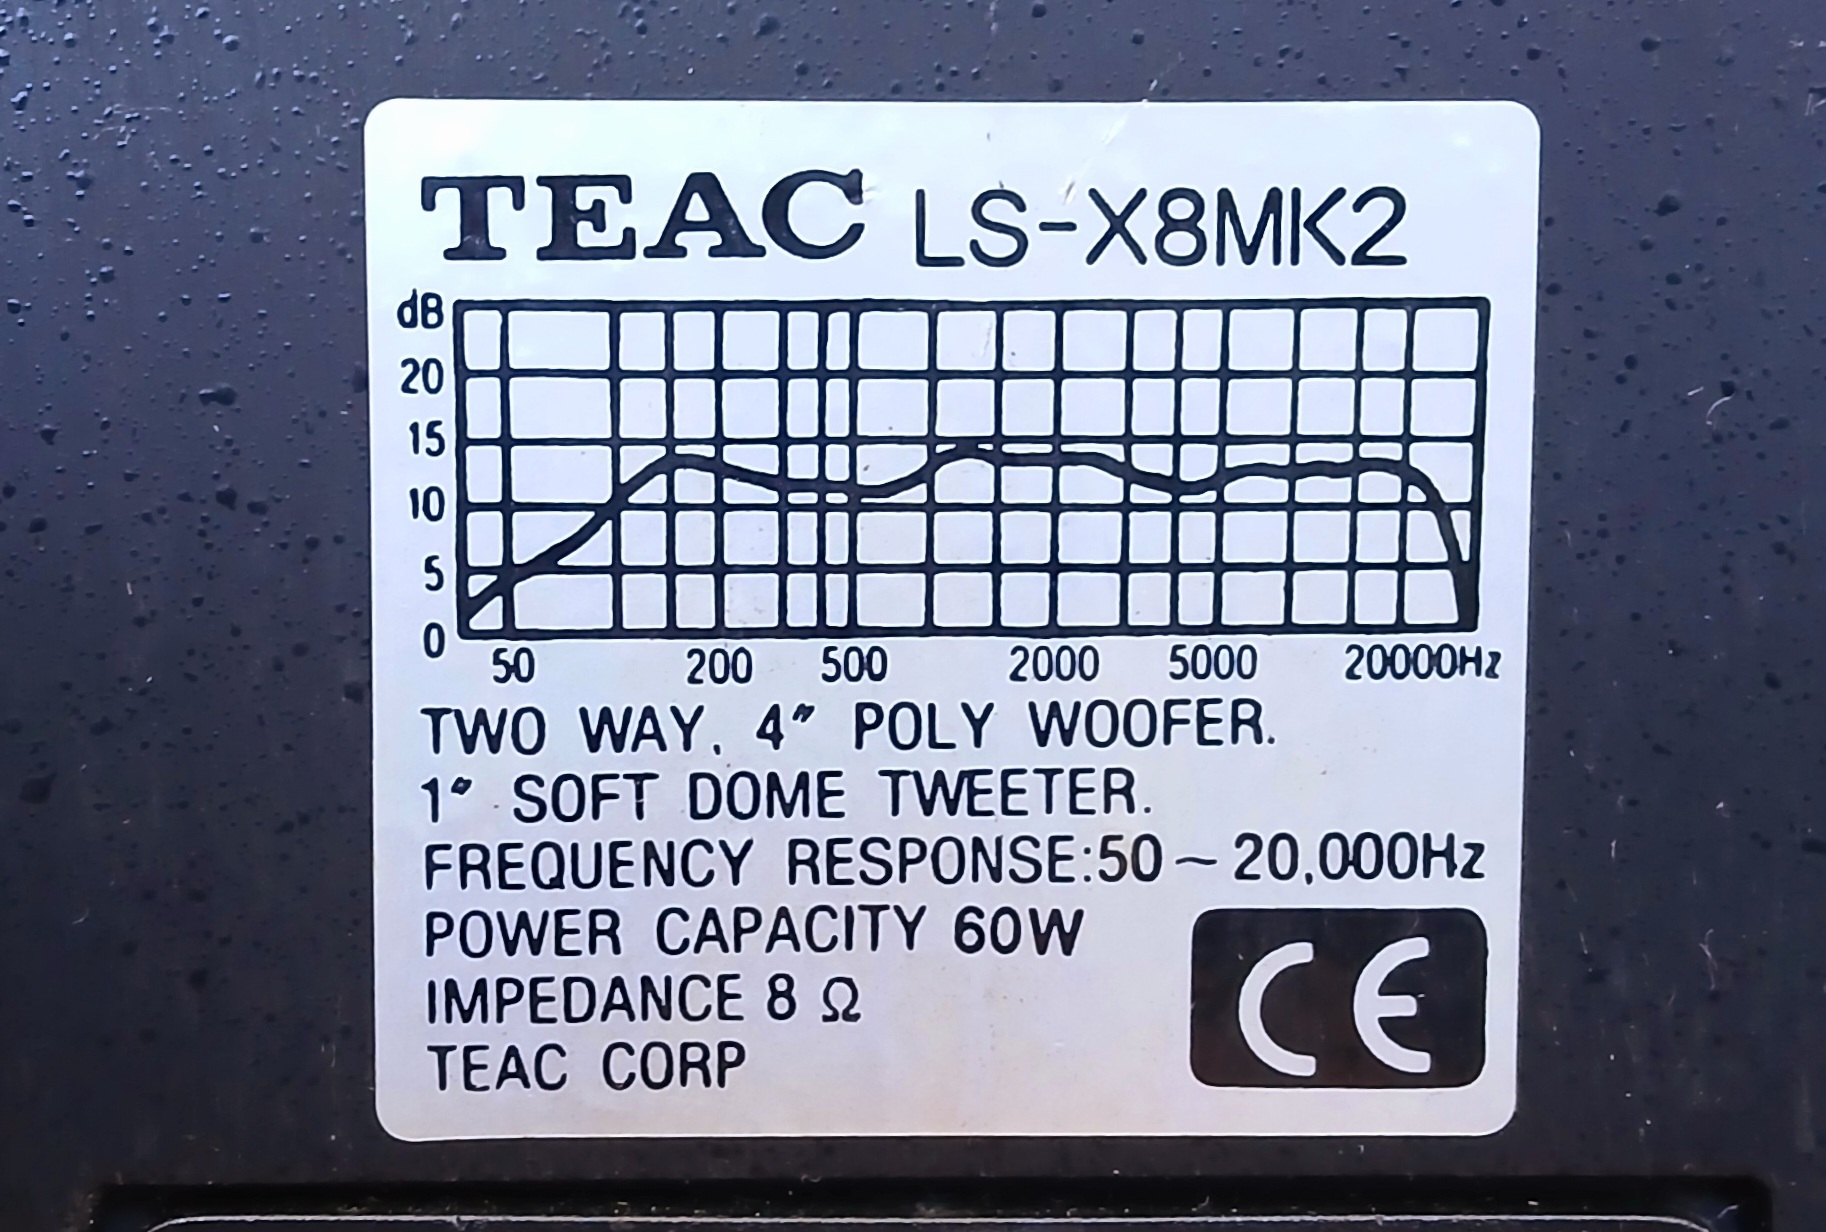 TEAC LS-X8MK2
dB
20
15
10
5
0
50 200 500 2000 5000 20000Hz
TWO WAY. 4" POLY WOOFER.
1" SOFT DOME TWEETER.
FREQUENCY RESPONSE:50~20,000Hz
POWER CAPACITY 60W
IMPEDANCE 8 Ω
TEAC CORP
CE